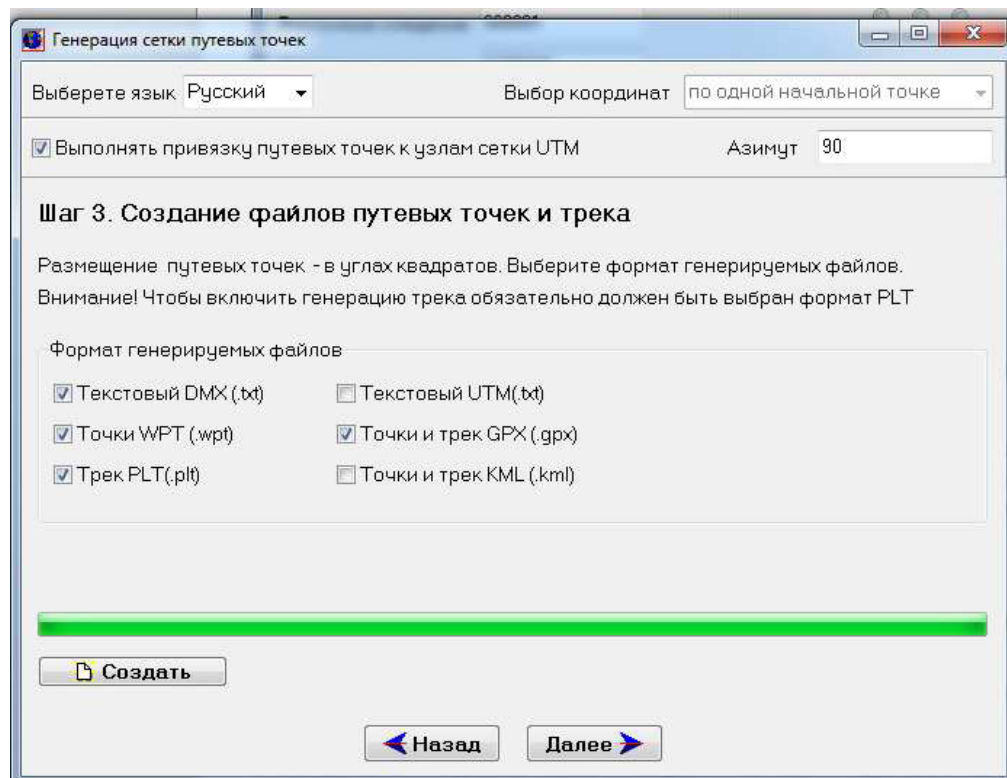 Генерация сетки путевых точек
Выберете язык Русский Выбор координат по одной начальной точке
Выполнять привязку путевых точек к узлам сетки UTM Азимут 90
Шаг 3. Создание файлов путевых точек и трека
Размещение путевых точек - в углах квадратов. Выберите формат генерируемых файлов.
Внимание! Чтобы включить генерацию трека обязательно должен быть выбран формат PLT
Формат генерируемых файлов
Текстовый DMX (.txt) Текстовый UTM(.txt)
Точки WPT (.wpt) Точки и трек GPX (.gpx)
Трек PLT(.plt) Точки и трек KML (.kml)
Создать
Назад Далее